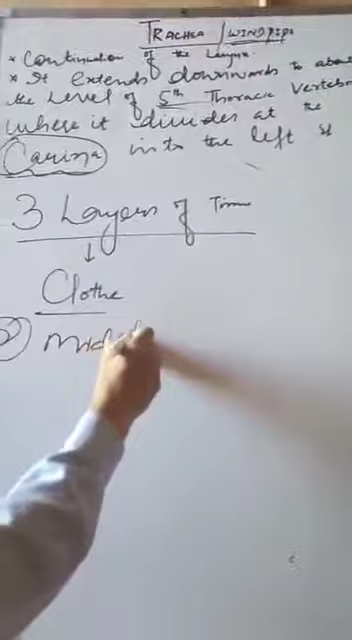 TRACHEA / WINDPIPE
* Continuation of the Larynx.
* It extends downwards to about
the Level of 5th Thoracic Vertebra
where it divides at the
Carina into the left
3 Layers of
Clothe